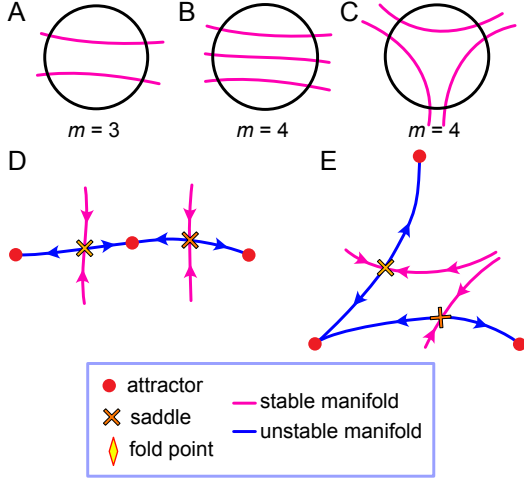 A
B
C
m = 3
m = 4
m = 4
D
E
attractor
saddle
fold point
stable manifold
unstable manifold